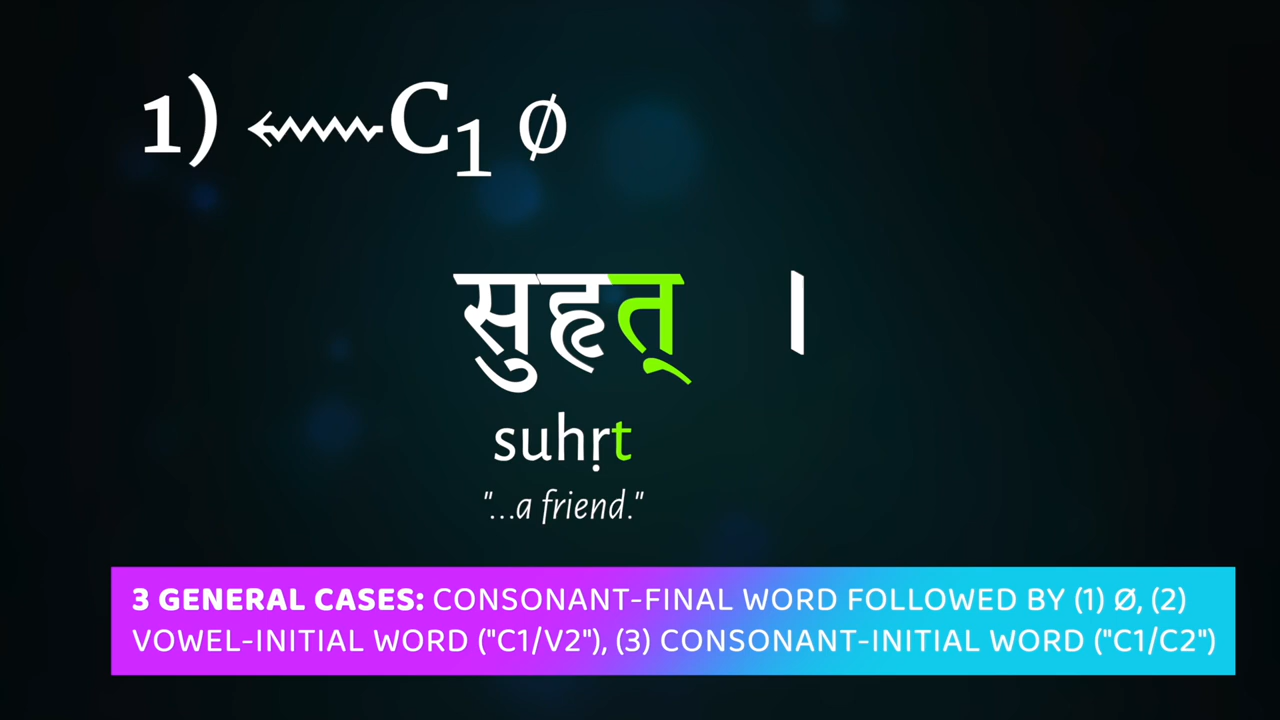 1) ⬳C₁ ∅
सुहृत् ।
suhṛt
"...a friend."
3 GENERAL CASES: CONSONANT-FINAL WORD FOLLOWED BY (1) Ø, (2)
VOWEL-INITIAL WORD ("C1/V2"), (3) CONSONANT-INITIAL WORD ("C1/C2")